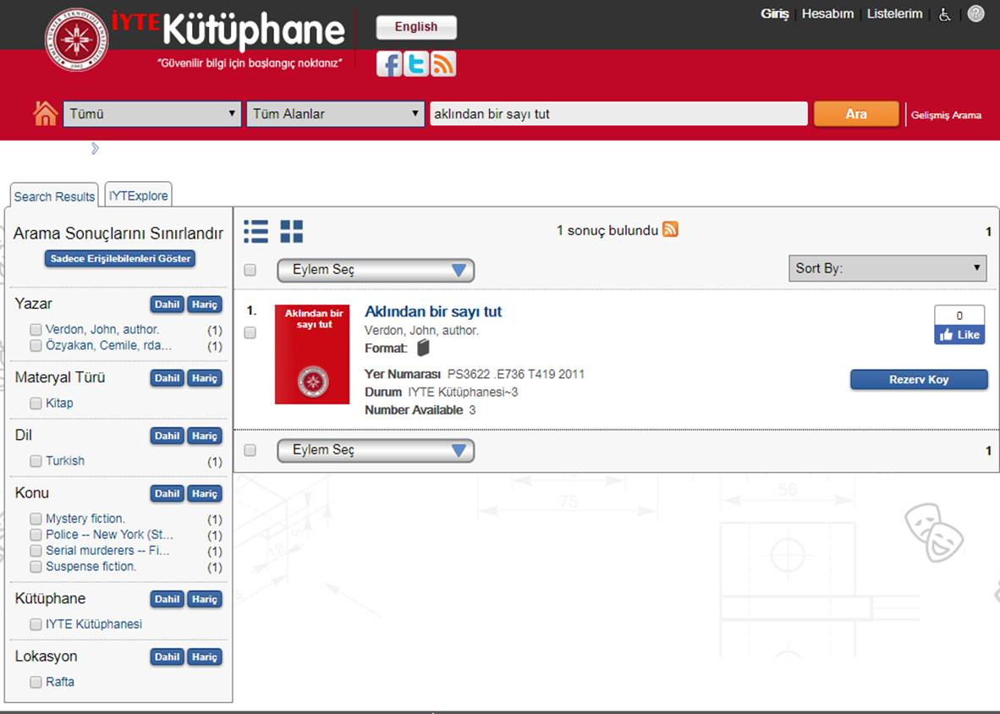 İYTE Kütüphane
"Güvenilir bilgi için başlangıç noktanız"
English
Giriş Hesabım Listelerim
Tümü Tüm Alanlar aklından bir sayı tut Ara Gelişmiş Arama
Search Results IYTExplore
Arama Sonuçlarını Sınırlandır
Sadece Erişilebilenleri Göster
Yazar Dahil Hariç
Verdon, John, author. (1)
Özyakan, Cemile, rda... (1)
Materyal Türü Dahil Hariç
Kitap
Dil Dahil Hariç
Turkish (1)
Konu Dahil Hariç
Mystery fiction. (1)
Police -- New York (St... (1)
Serial murderers -- Fi... (1)
Suspense fiction. (1)
Kütüphane Dahil Hariç
IYTE Kütüphanesi
Lokasyon Dahil Hariç
Rafta
1 sonuç bulundu 1
Eylem Seç Sort By:
1.
Aklından bir
sayı tut
Aklından bir sayı tut
Verdon, John, author.
Format:
Yer Numarası PS3622 .E736 T419 2011
Durum IYTE Kütüphanesi~3
Number Available 3
0
Like
Rezerv Koy
Eylem Seç 1
75
56
12